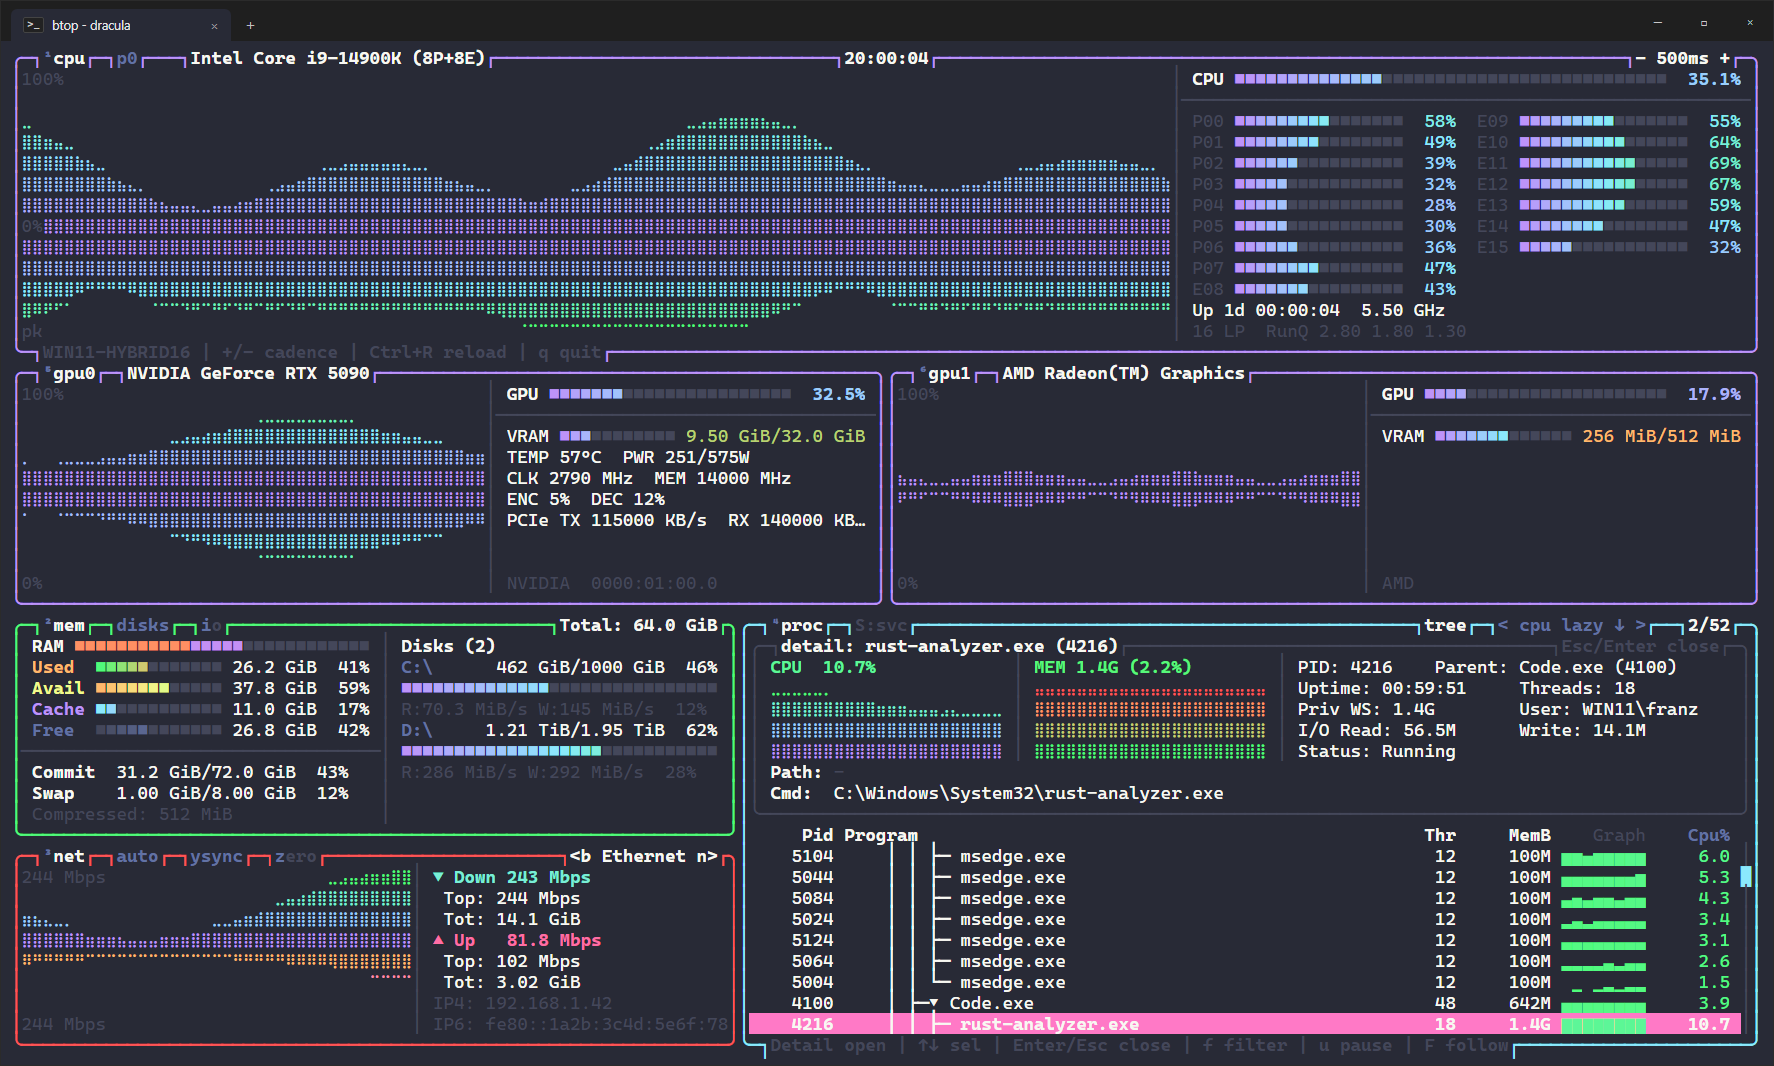 btop - dracula
¹cpu p0 Intel Core i9-14900K (8P+8E) 20:00:04 - 500ms +
100%
CPU 35.1%
P00 58% E09 55%
P01 49% E10 64%
P02 39% E11 69%
P03 32% E12 67%
P04 28% E13 59%
0% P05 30% E14 47%
P06 36% E15 32%
P07 47%
E08 43%
Up 1d 00:00:04 5.50 GHz
pk 16 LP RunQ 2.80 1.80 1.30
WIN11-HYBRID16 | +/- cadence | Ctrl+R reload | q quit
gpu0 NVIDIA GeForce RTX 5090
100%
GPU 32.5%
VRAM 9.50 GiB/32.0 GiB
TEMP 57°C PWR 251/575W
CLK 2790 MHz MEM 14000 MHz
ENC 5% DEC 12%
PCIe TX 115000 KB/s RX 140000 KB…
0% NVIDIA 0000:01:00.0
gpu1 AMD Radeon(TM) Graphics
100%
GPU 17.9%
VRAM 256 MiB/512 MiB
0% AMD
²mem disks io Total: 64.0 GiB
RAM
Used 26.2 GiB 41%
Avail 37.8 GiB 59%
Cache 11.0 GiB 17%
Free 26.8 GiB 42%
Commit 31.2 GiB/72.0 GiB 43%
Swap 1.00 GiB/8.00 GiB 12%
Compressed: 512 MiB
Disks (2)
C:\ 462 GiB/1000 GiB 46%
R:70.3 MiB/s W:145 MiB/s 12%
D:\ 1.21 TiB/1.95 TiB 62%
R:286 MiB/s W:292 MiB/s 28%
³net auto ysync zero <b Ethernet n>
244 Mbps
▼ Down 243 Mbps
Top: 244 Mbps
Tot: 14.1 GiB
▲ Up 81.8 Mbps
Top: 102 Mbps
Tot: 3.02 GiB
IP4: 192.168.1.42
244 Mbps IP6: fe80::1a2b:3c4d:5e6f:78
⁴proc S:svc tree < cpu lazy ↓ > 2/52
detail: rust-analyzer.exe (4216) Esc/Enter close
CPU 10.7% MEM 1.4G (2.2%) PID: 4216 Parent: Code.exe (4100)
Uptime: 00:59:51 Threads: 18
Priv WS: 1.4G User: WIN11\franz
I/O Read: 56.5M Write: 14.1M
Status: Running
Path: -
Cmd: C:\Windows\System32\rust-analyzer.exe
Pid Program Thr MemB Graph Cpu%
5104 msedge.exe 12 100M 6.0
5044 msedge.exe 12 100M 5.3
5084 msedge.exe 12 100M 4.3
5024 msedge.exe 12 100M 3.4
5124 msedge.exe 12 100M 3.1
5064 msedge.exe 12 100M 2.6
5004 msedge.exe 12 100M 1.5
4100 ▼ Code.exe 48 642M 3.9
4216 rust-analyzer.exe 18 1.4G 10.7
Detail open | ↑↓ sel | Enter/Esc close | f filter | u pause | F follow